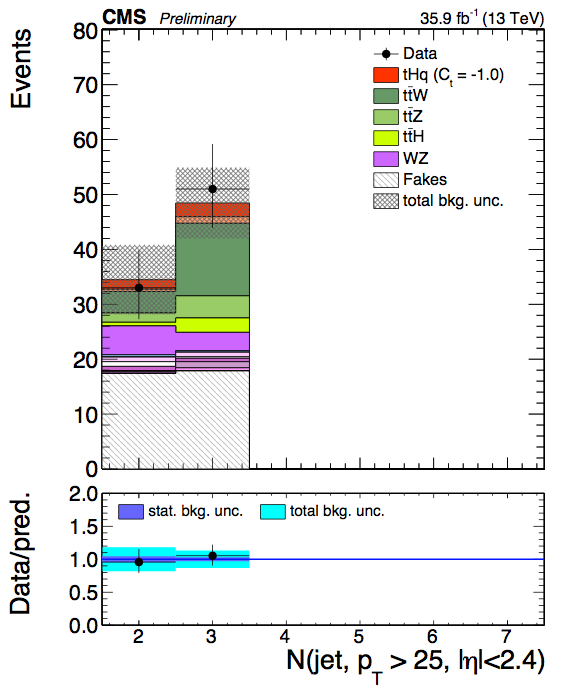 CMS Preliminary 35.9 fb⁻¹ (13 TeV)
Events
80
70
60
50
40
30
20
10
0
Data
tHq (Cₜ = -1.0)
tt̄W
tt̄Z
tt̄H
WZ
Fakes
total bkg. unc.
Data/pred.
2.0
1.5
1.0
0.5
0.0
stat. bkg. unc. total bkg. unc.
2 3 4 5 6 7
N(jet, p_T > 25, |η|<2.4)